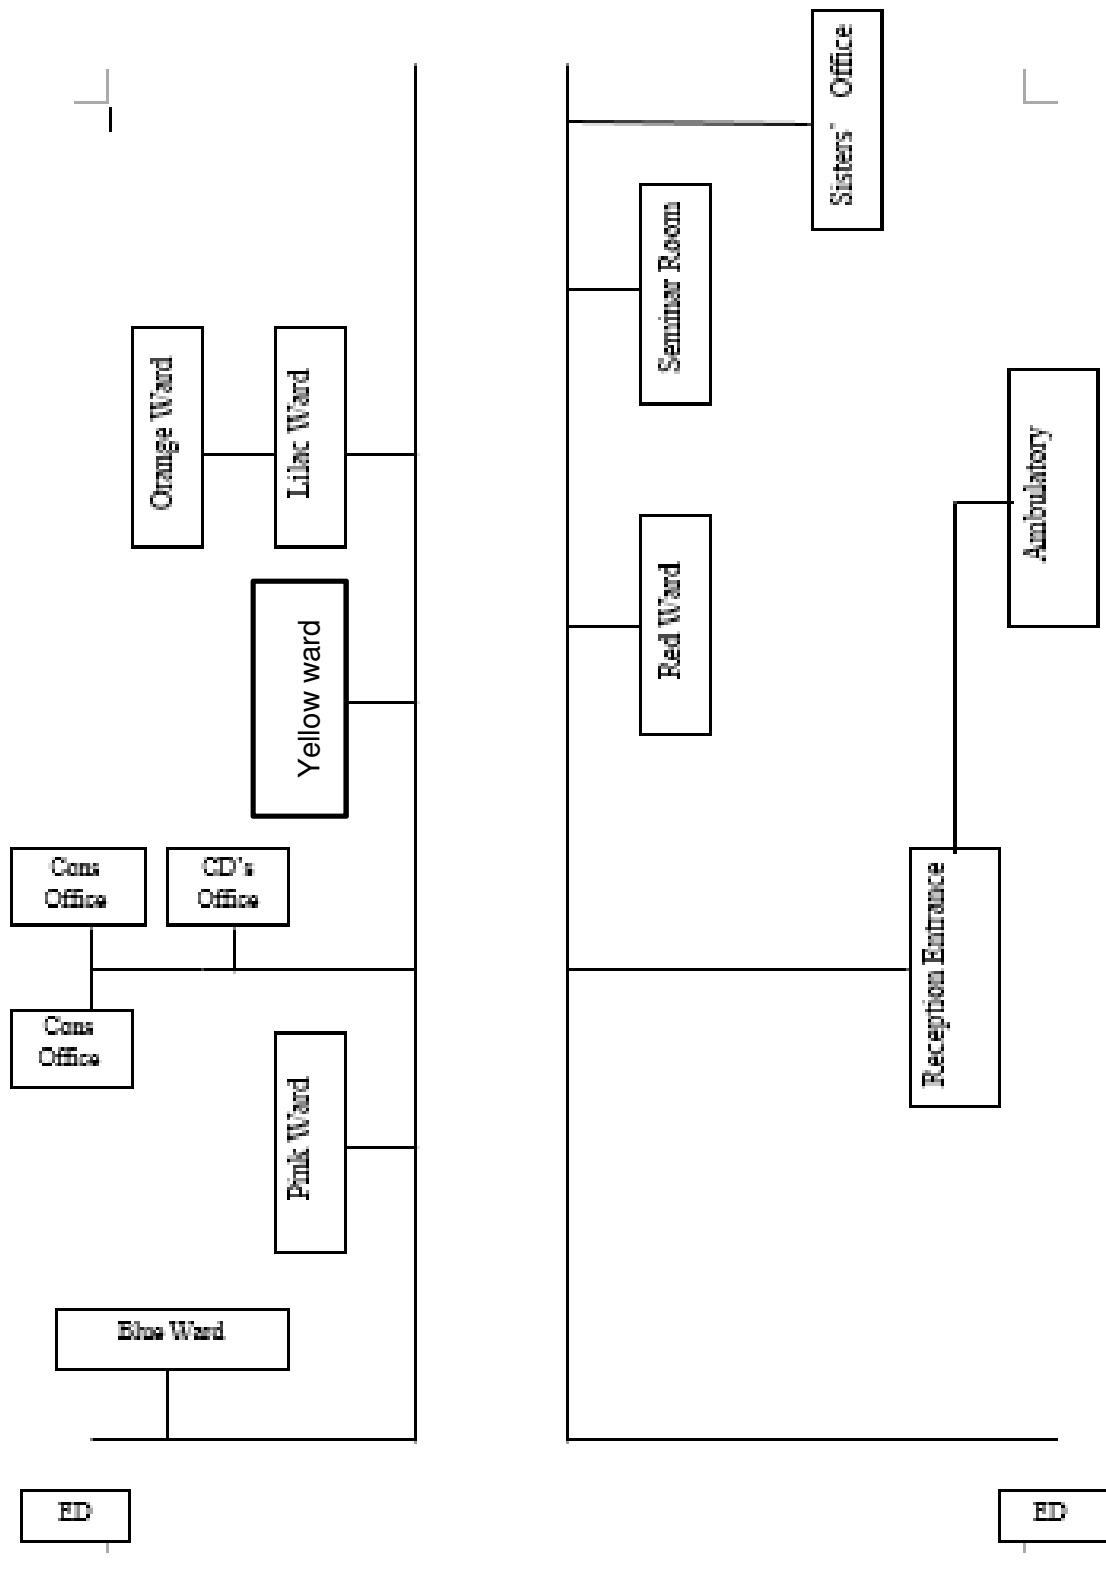 Sisters' Office
Seminar Room
Orange Ward
Lilac Ward
Ambulatory
Red Ward
Yellow ward
Cons
Office
CD's
Office
Reception Entrance
Cons
Office
Pink Ward
Blue Ward
ED
ED